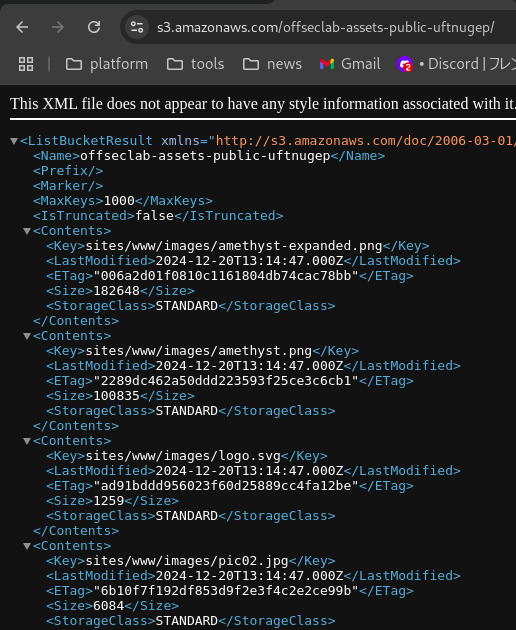 s3.amazonaws.com/offseclab-assets-public-uftnugep/
platform tools news Gmail • Discord | フレン
This XML file does not appear to have any style information associated with it.
▼<ListBucketResult xmlns="http://s3.amazonaws.com/doc/2006-03-01/
<Name>offseclab-assets-public-uftnugep</Name>
<Prefix/>
<Marker/>
<MaxKeys>1000</MaxKeys>
<IsTruncated>false</IsTruncated>
▼<Contents>
<Key>sites/www/images/amethyst-expanded.png</Key>
<LastModified>2024-12-20T13:14:47.000Z</LastModified>
<ETag>"006a2d01f0810c1161804db74cac78bb"</ETag>
<Size>182648</Size>
<StorageClass>STANDARD</StorageClass>
</Contents>
▼<Contents>
<Key>sites/www/images/amethyst.png</Key>
<LastModified>2024-12-20T13:14:47.000Z</LastModified>
<ETag>"2289dc462a50ddd223593f25ce3c6cb1"</ETag>
<Size>100835</Size>
<StorageClass>STANDARD</StorageClass>
</Contents>
▼<Contents>
<Key>sites/www/images/logo.svg</Key>
<LastModified>2024-12-20T13:14:47.000Z</LastModified>
<ETag>"ad91bddd956023f60d25889cc4fa12be"</ETag>
<Size>1259</Size>
<StorageClass>STANDARD</StorageClass>
</Contents>
▼<Contents>
<Key>sites/www/images/pic02.jpg</Key>
<LastModified>2024-12-20T13:14:47.000Z</LastModified>
<ETag>"6b10f7f192df853d9f2e3f4c2e2ce99b"</ETag>
<Size>6084</Size>
<StorageClass>STANDARD</StorageClass>